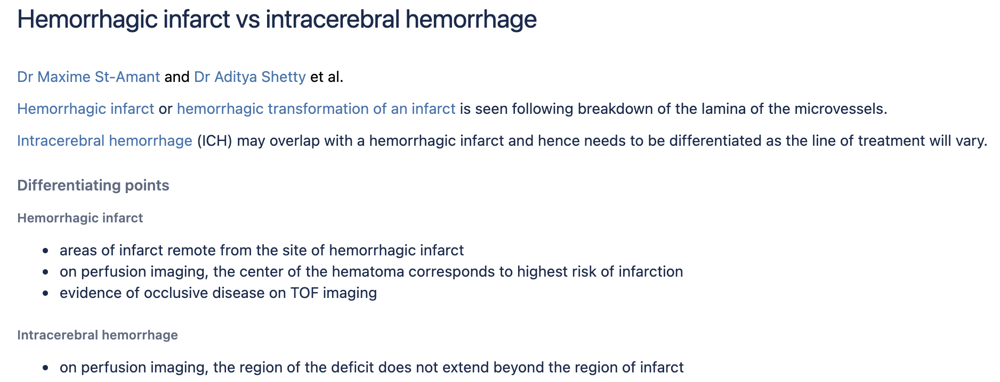 Hemorrhagic infarct vs intracerebral hemorrhage
Dr Maxime St-Amant and Dr Aditya Shetty et al.
Hemorrhagic infarct or hemorrhagic transformation of an infarct is seen following breakdown of the lamina of the microvessels.
Intracerebral hemorrhage (ICH) may overlap with a hemorrhagic infarct and hence needs to be differentiated as the line of treatment will vary.
Differentiating points
Hemorrhagic infarct
• areas of infarct remote from the site of hemorrhagic infarct
• on perfusion imaging, the center of the hematoma corresponds to highest risk of infarction
• evidence of occlusive disease on TOF imaging
Intracerebral hemorrhage
• on perfusion imaging, the region of the deficit does not extend beyond the region of infarct